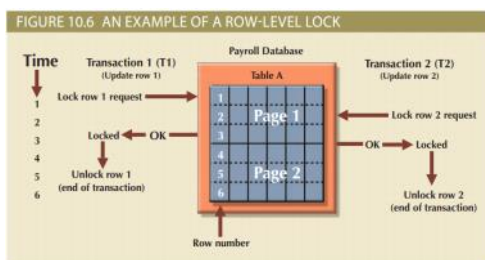 FIGURE 10.6 AN EXAMPLE OF A ROW-LEVEL LOCK
Payroll Database
Time
Transaction 1 (T1)
(Update row 1)
Table A
Transaction 2 (T2)
(Update row 2)
1
2
3
4
5
6
Lock row 1 request
Locked
OK
Unlock row 1
(end of transaction)
1
2
3
4
5
6
Page 1
Page 2
Row number
Lock row 2 request
OK
Locked
Unlock row 2
(end of transaction)